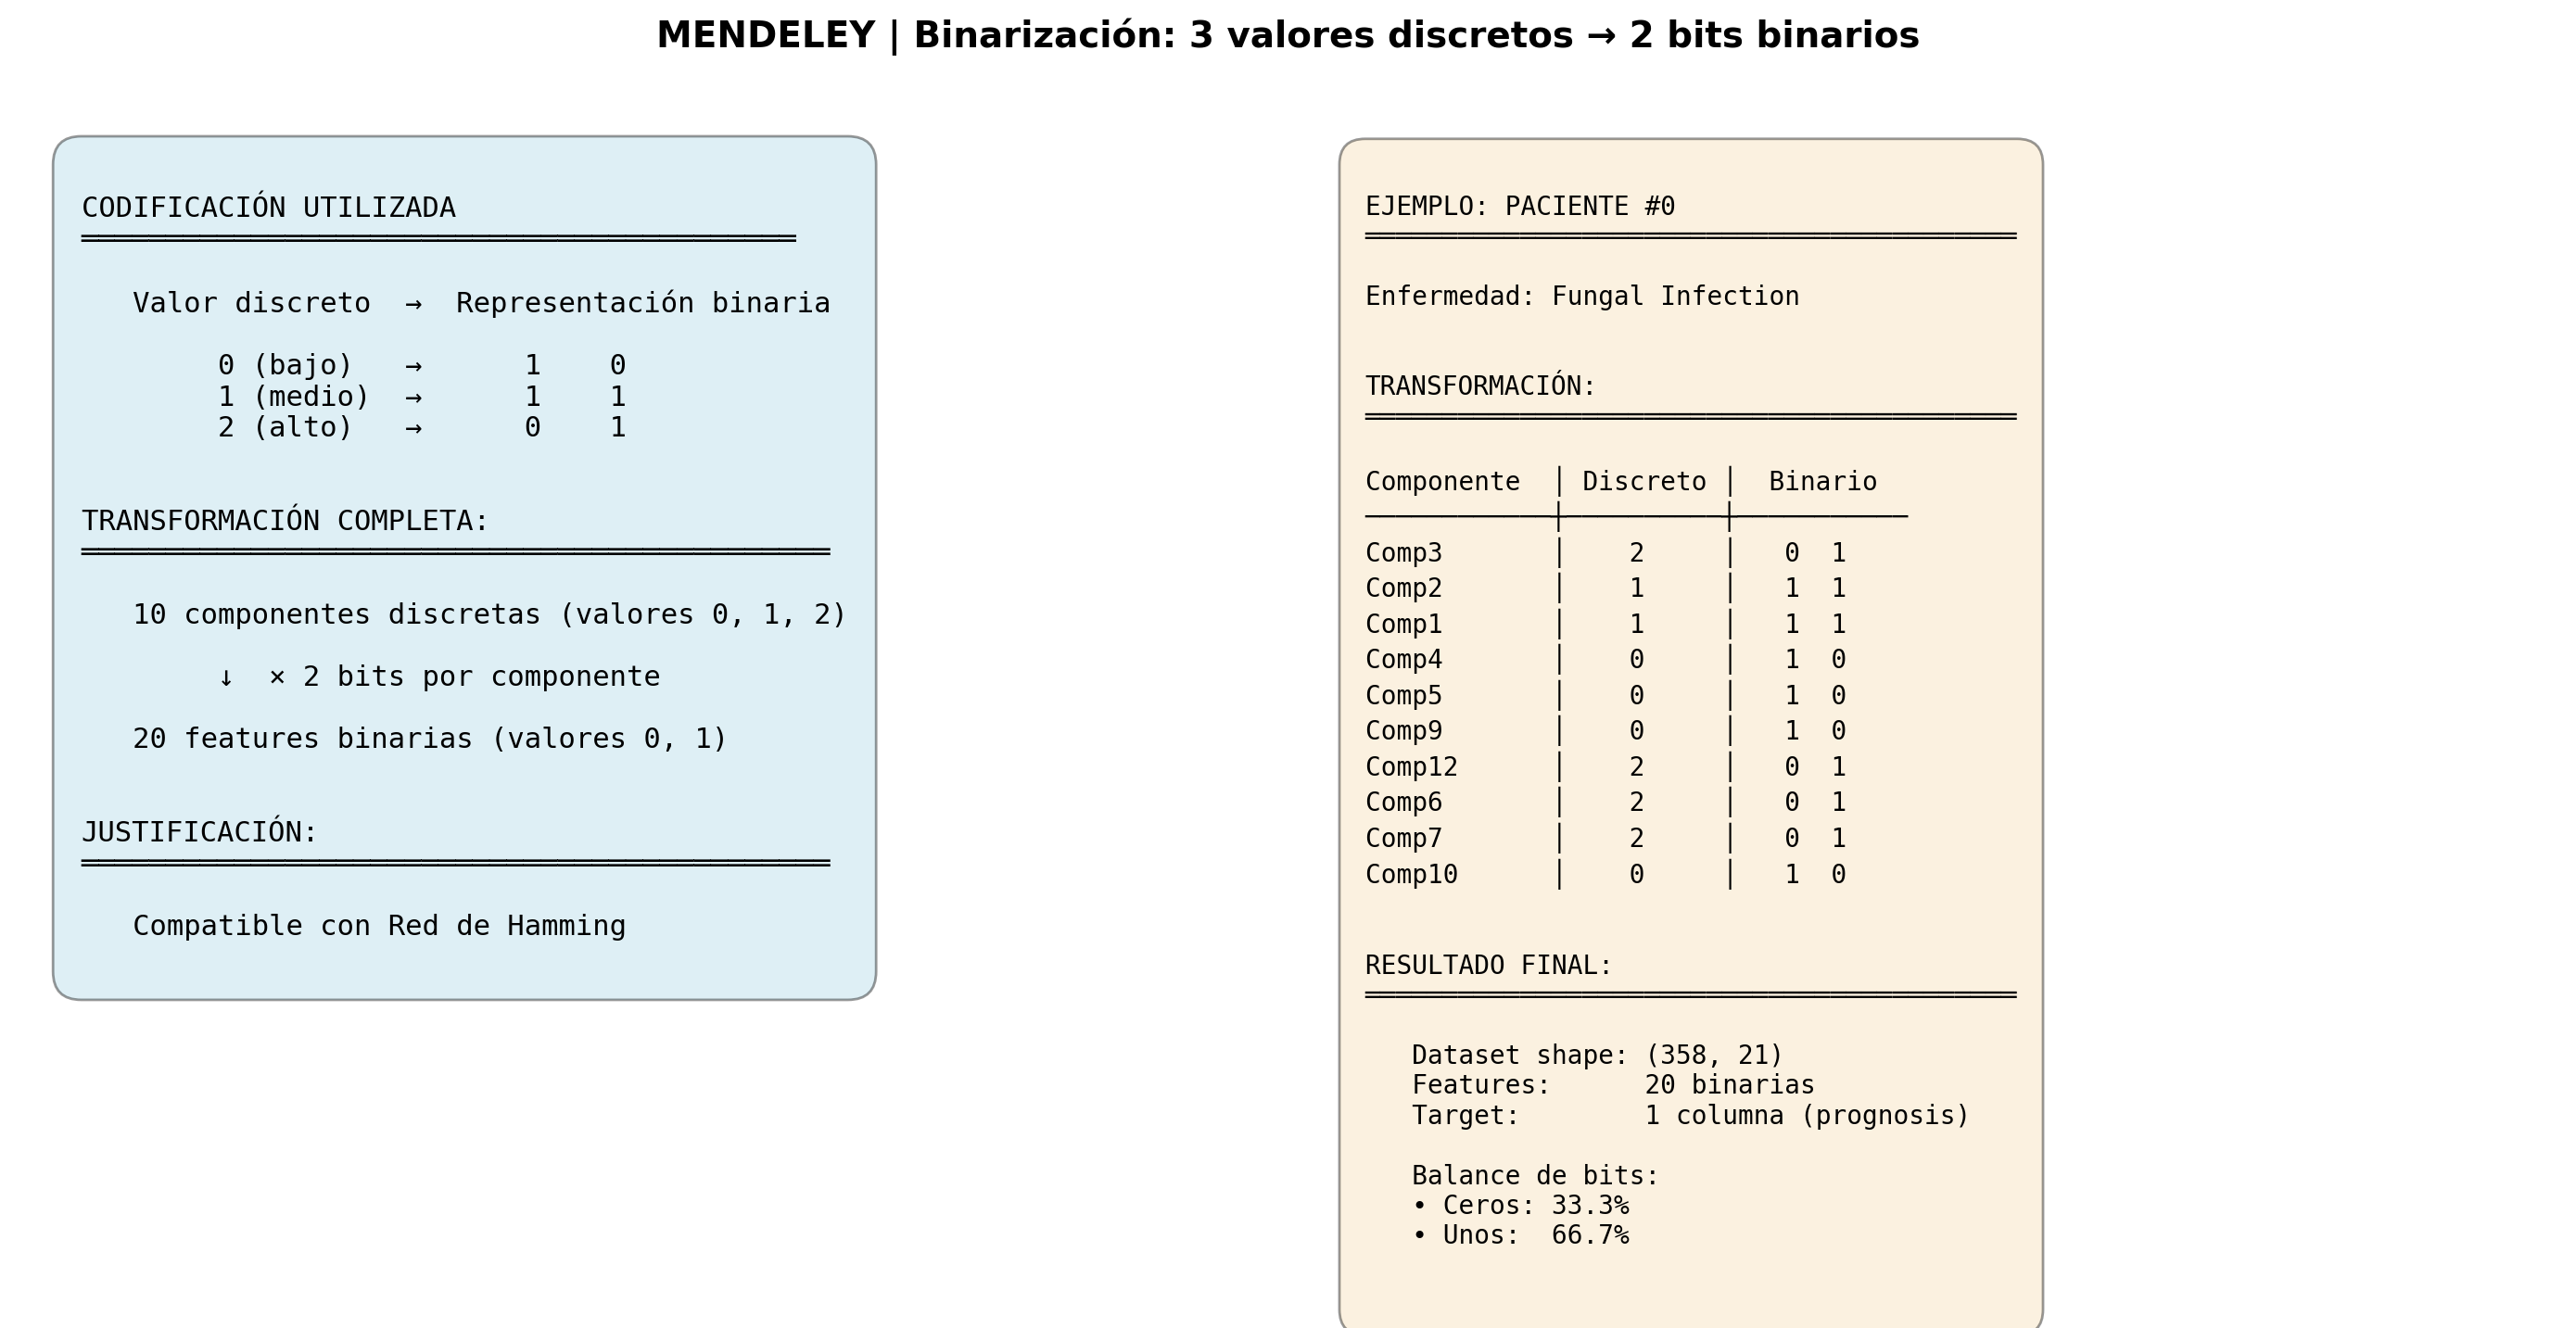 MENDELEY | Binarización: 3 valores discretos → 2 bits binarios
CODIFICACIÓN UTILIZADA
Valor discreto → Representación binaria
0 (bajo) → 1 0
1 (medio) → 1 1
2 (alto) → 0 1
TRANSFORMACIÓN COMPLETA:
10 componentes discretas (valores 0, 1, 2)
↓ × 2 bits por componente
20 features binarias (valores 0, 1)
JUSTIFICACIÓN:
Compatible con Red de Hamming
EJEMPLO: PACIENTE #0
Enfermedad: Fungal Infection
TRANSFORMACIÓN:
Componente │ Discreto │ Binario
Comp3 │ 2 │ 0 1
Comp2 │ 1 │ 1 1
Comp1 │ 1 │ 1 1
Comp4 │ 0 │ 1 0
Comp5 │ 0 │ 1 0
Comp9 │ 0 │ 1 0
Comp12 │ 2 │ 0 1
Comp6 │ 2 │ 0 1
Comp7 │ 2 │ 0 1
Comp10 │ 0 │ 1 0
RESULTADO FINAL:
Dataset shape: (358, 21)
Features: 20 binarias
Target: 1 columna (prognosis)
Balance de bits:
• Ceros: 33.3%
• Unos: 66.7%